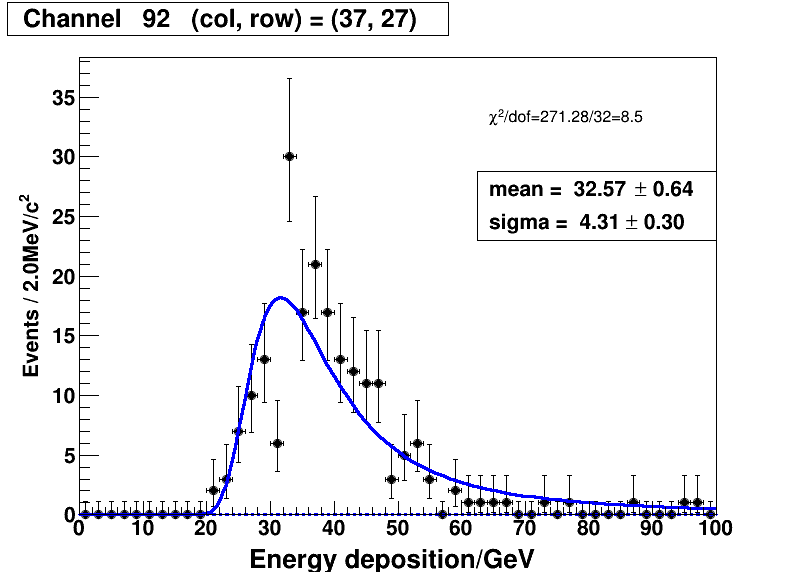 Channel 92 (col, row) = (37, 27)
χ²/dof=271.28/32=8.5
mean = 32.57 ± 0.64
sigma = 4.31 ± 0.30
Events / 2.0MeV/c²
35
30
25
20
15
10
5
0
0 10 20 30 40 50 60 70 80 90 100
Energy deposition/GeV